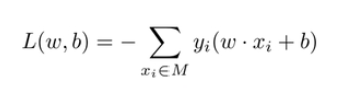 L(w, b) = − ∑_{x_i∈M} y_i(w · x_i + b)